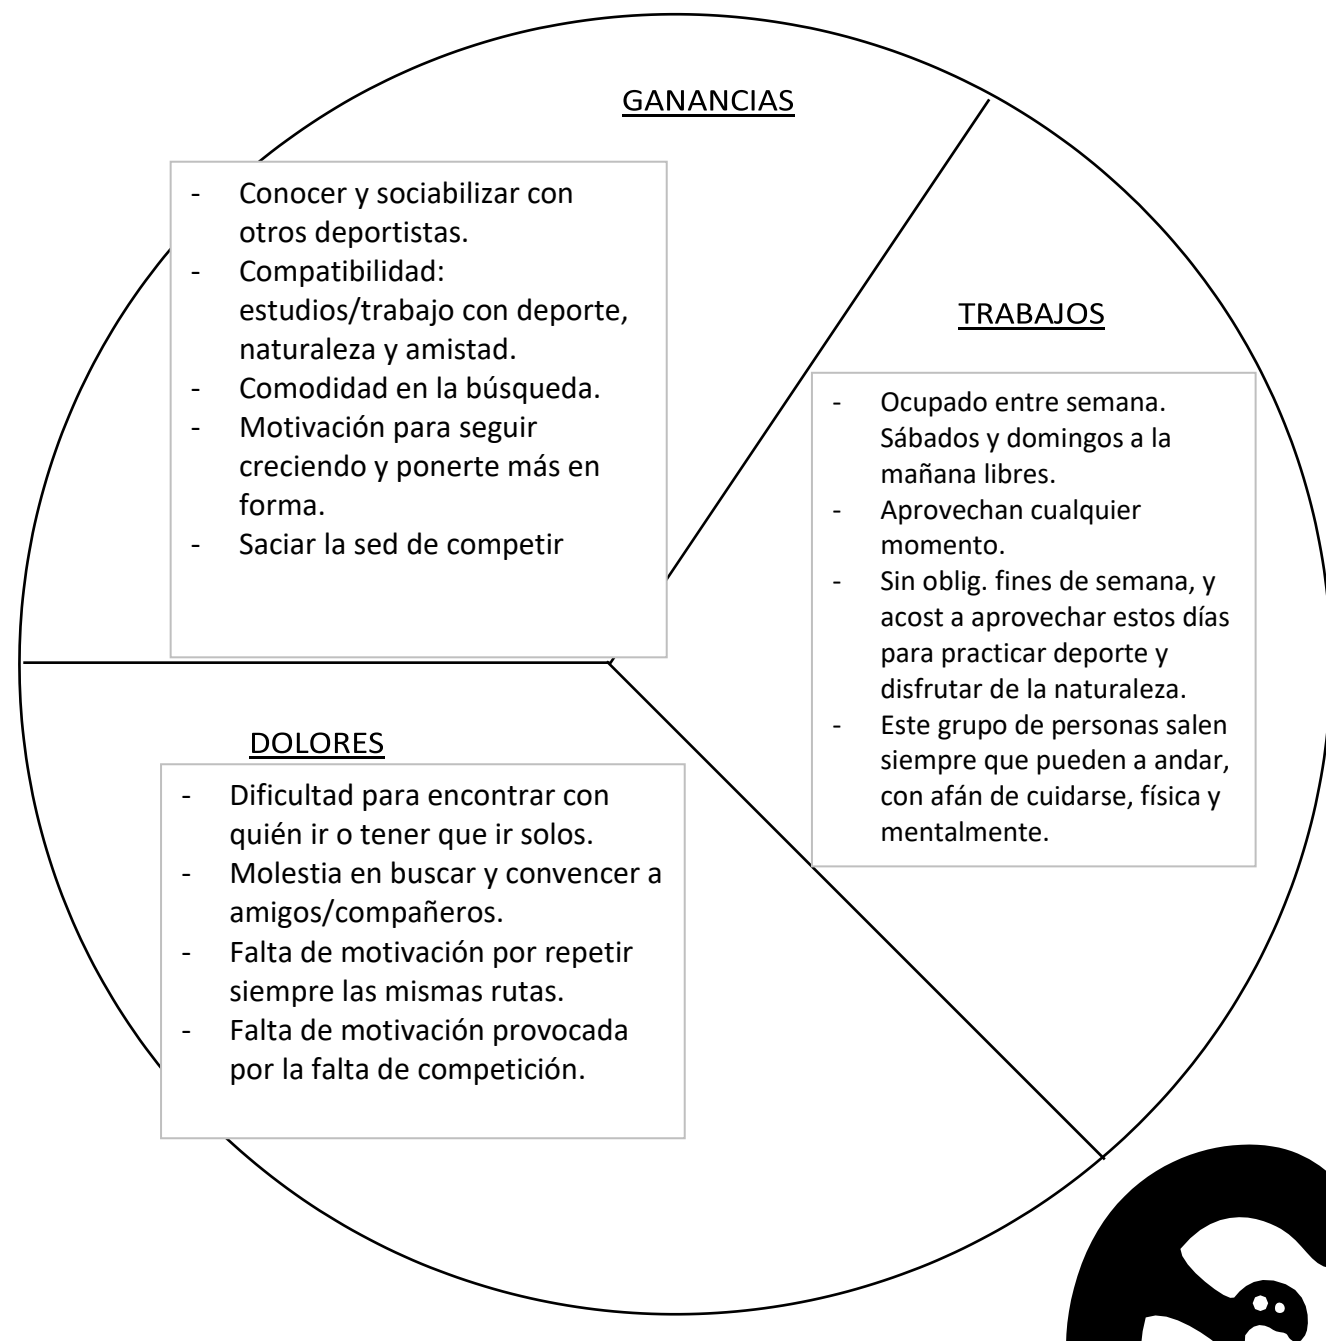 GANANCIAS
- Conocer y sociabilizar con
otros deportistas.
- Compatibilidad:
estudios/trabajo con deporte,
naturaleza y amistad.
- Comodidad en la búsqueda.
- Motivación para seguir
creciendo y ponerte más en
forma.
- Saciar la sed de competir
TRABAJOS
- Ocupado entre semana.
Sábados y domingos a la
mañana libres.
- Aprovechan cualquier
momento.
- Sin oblig. fines de semana, y
acost a aprovechar estos días
para practicar deporte y
disfrutar de la naturaleza.
- Este grupo de personas salen
siempre que pueden a andar,
con afán de cuidarse, física y
mentalmente.
DOLORES
- Dificultad para encontrar con
quién ir o tener que ir solos.
- Molestia en buscar y convencer a
amigos/compañeros.
- Falta de motivación por repetir
siempre las mismas rutas.
- Falta de motivación provocada
por la falta de competición.